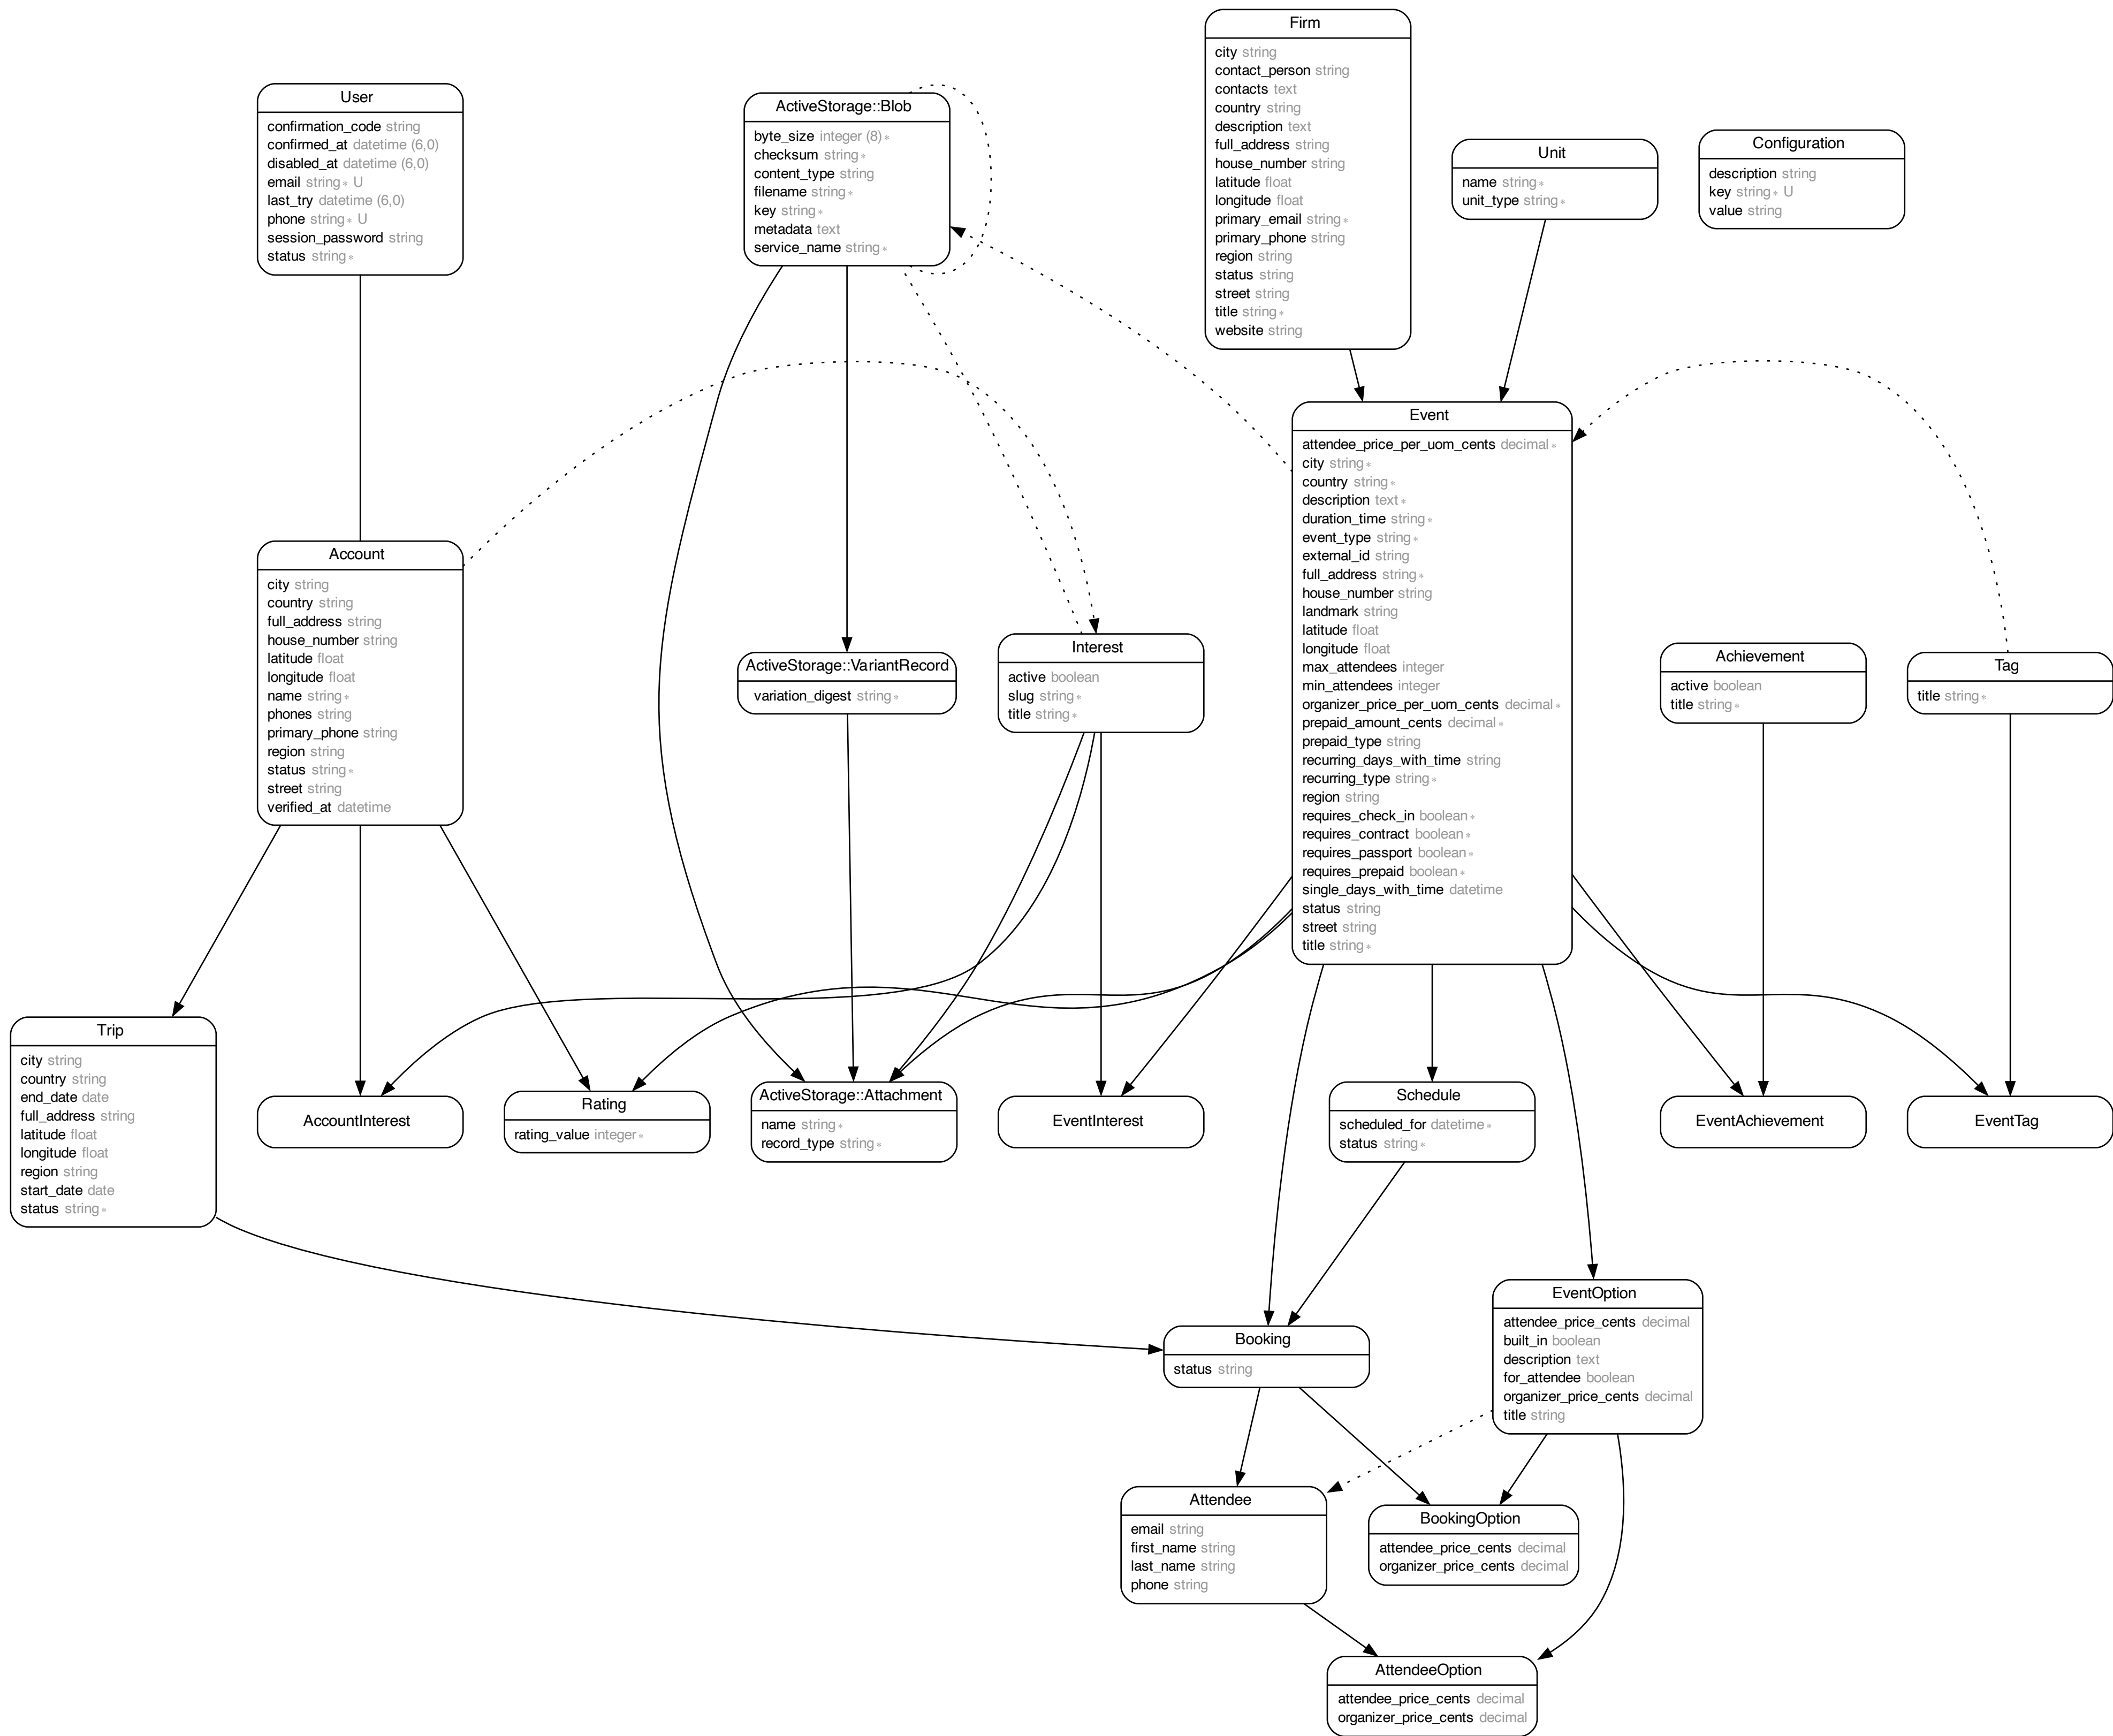 Firm
city string
contact_person string
contacts text
country string
description text
full_address string
house_number string
latitude float
longitude float
primary_email string *
primary_phone string
region string
status string
street string
title string *
website string
User
confirmation_code string
confirmed_at datetime (6,0)
disabled_at datetime (6,0)
email string * U
last_try datetime (6,0)
phone string * U
session_password string
status string *
ActiveStorage::Blob
byte_size integer (8) *
checksum string *
content_type string
filename string *
key string *
metadata text
service_name string *
Unit
name string *
unit_type string *
Configuration
description string
key string * U
value string
Event
attendee_price_per_uom_cents decimal *
city string *
country string *
description text *
duration_time string *
event_type string *
external_id string
full_address string *
house_number string
landmark string
latitude float
longitude float
max_attendees integer
min_attendees integer
organizer_price_per_uom_cents decimal *
prepaid_amount_cents decimal *
prepaid_type string
recurring_days_with_time string
recurring_type string *
region string
requires_check_in boolean *
requires_contract boolean *
requires_passport boolean *
requires_prepaid boolean *
single_days_with_time datetime
status string
street string
title string *
Account
city string
country string
full_address string
house_number string
latitude float
longitude float
name string *
phones string
primary_phone string
region string
status string *
street string
verified_at datetime
ActiveStorage::VariantRecord
variation_digest string *
Interest
active boolean
slug string *
title string *
Achievement
active boolean
title string *
Tag
title string *
Trip
city string
country string
end_date date
full_address string
latitude float
longitude float
region string
start_date date
status string *
AccountInterest
Rating
rating_value integer *
ActiveStorage::Attachment
name string *
record_type string *
EventInterest
Schedule
scheduled_for datetime *
status string *
EventAchievement
EventTag
Booking
status string
EventOption
attendee_price_cents decimal
built_in boolean
description text
for_attendee boolean
organizer_price_cents decimal
title string
Attendee
email string
first_name string
last_name string
phone string
BookingOption
attendee_price_cents decimal
organizer_price_cents decimal
AttendeeOption
attendee_price_cents decimal
organizer_price_cents decimal